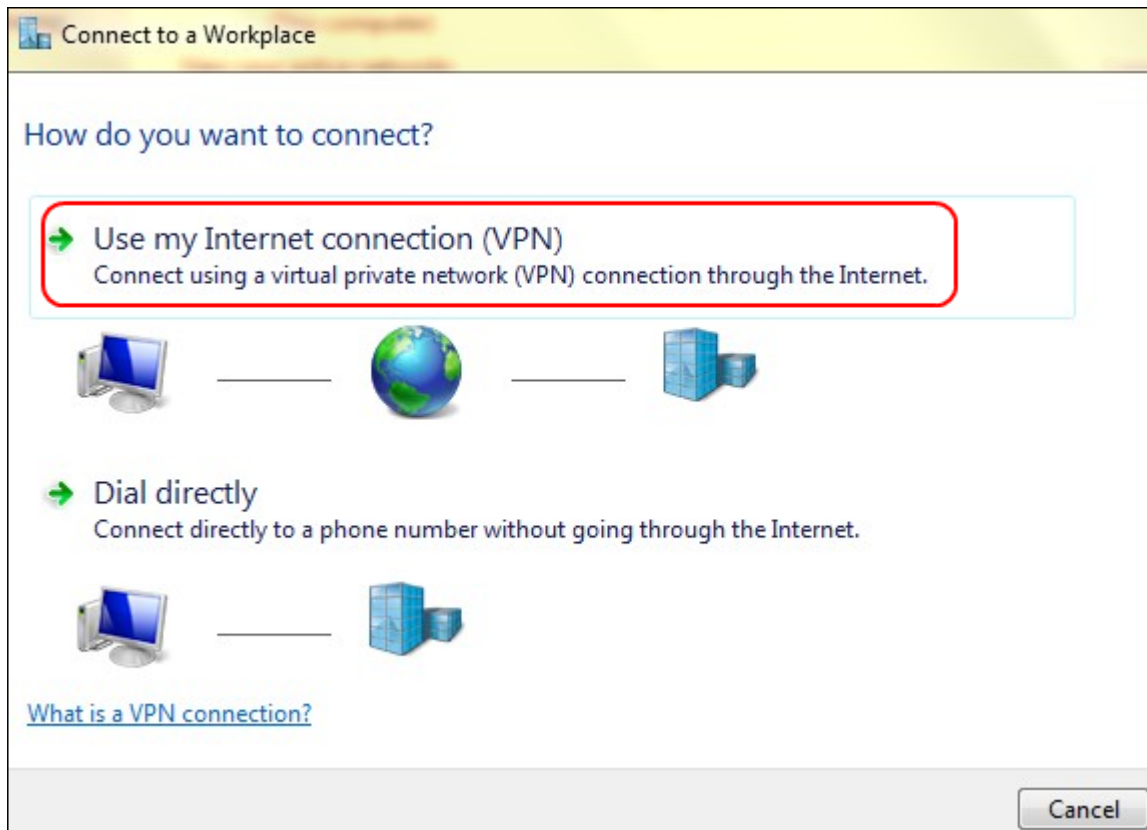 Connect to a Workplace
How do you want to connect?
Use my Internet connection (VPN)
Connect using a virtual private network (VPN) connection through the Internet.
Dial directly
Connect directly to a phone number without going through the Internet.
What is a VPN connection?
Cancel